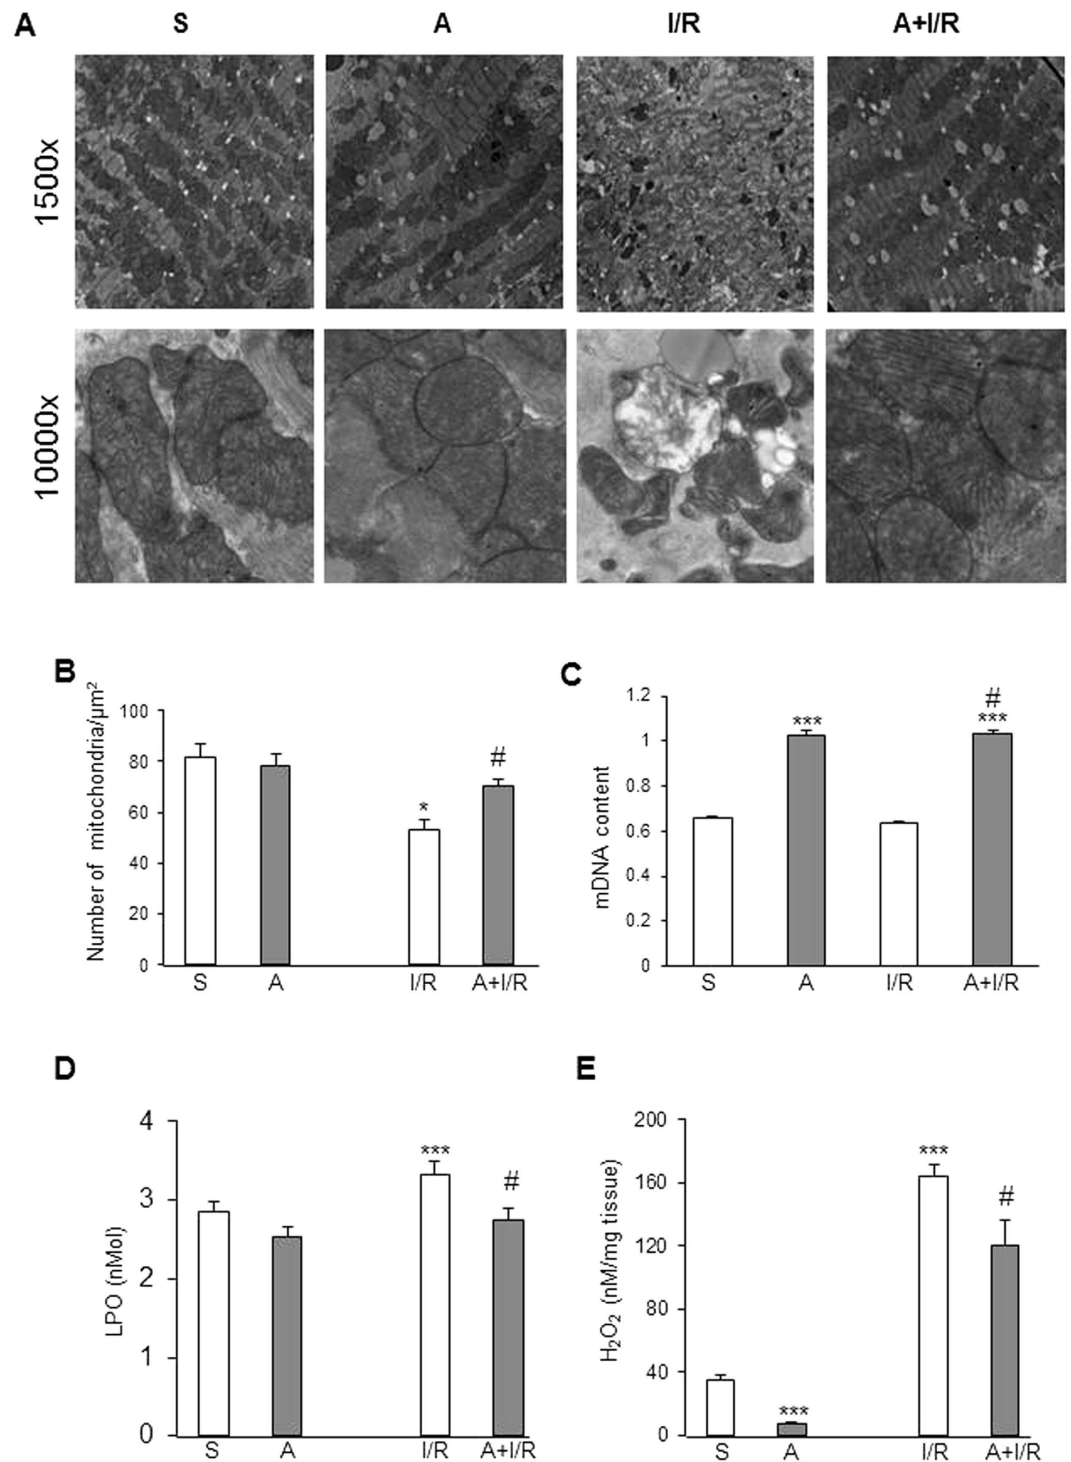 A S A I/R A+I/R
1500x
10000x
B
Number of mitochondria/µm²
100
80
60
40
20
0
* #
S A I/R A+I/R
C
mDNA content
1.2
1
0.8
0.6
0.4
0.2
0
***
#
***
S A I/R A+I/R
D
LPO (nMol)
4
3
2
1
0
*** #
S A I/R A+I/R
E
H₂O₂ (nM/mg tissue)
200
160
120
80
40
0
*** *** #
S A I/R A+I/R